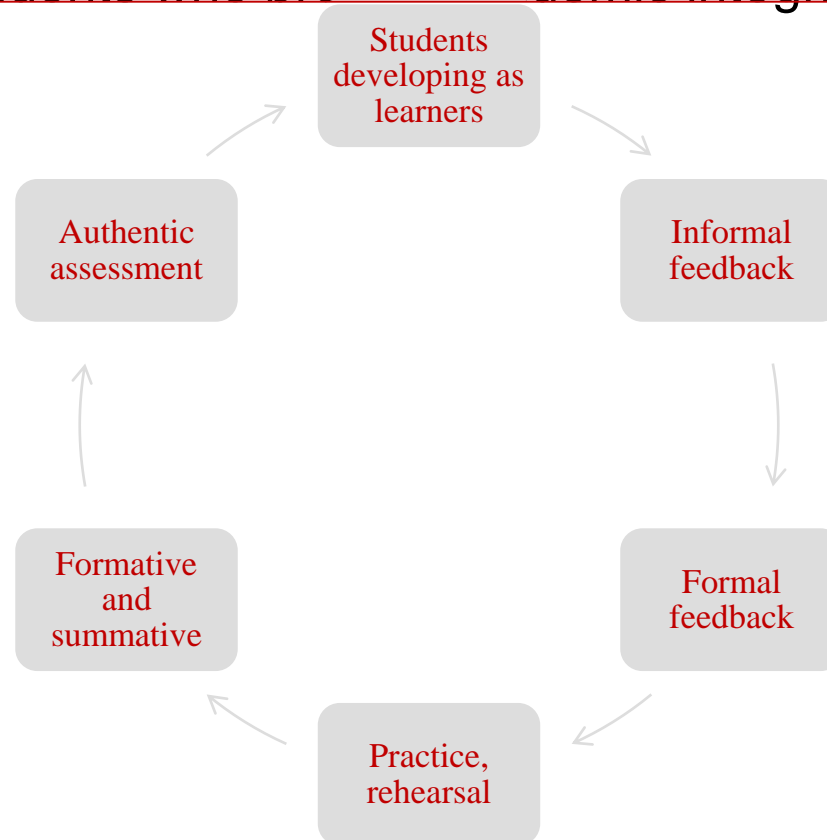 Students
developing as
learners
Informal
feedback
Formal
feedback
Practice,
rehearsal
Formative
and
summative
Authentic
assessment